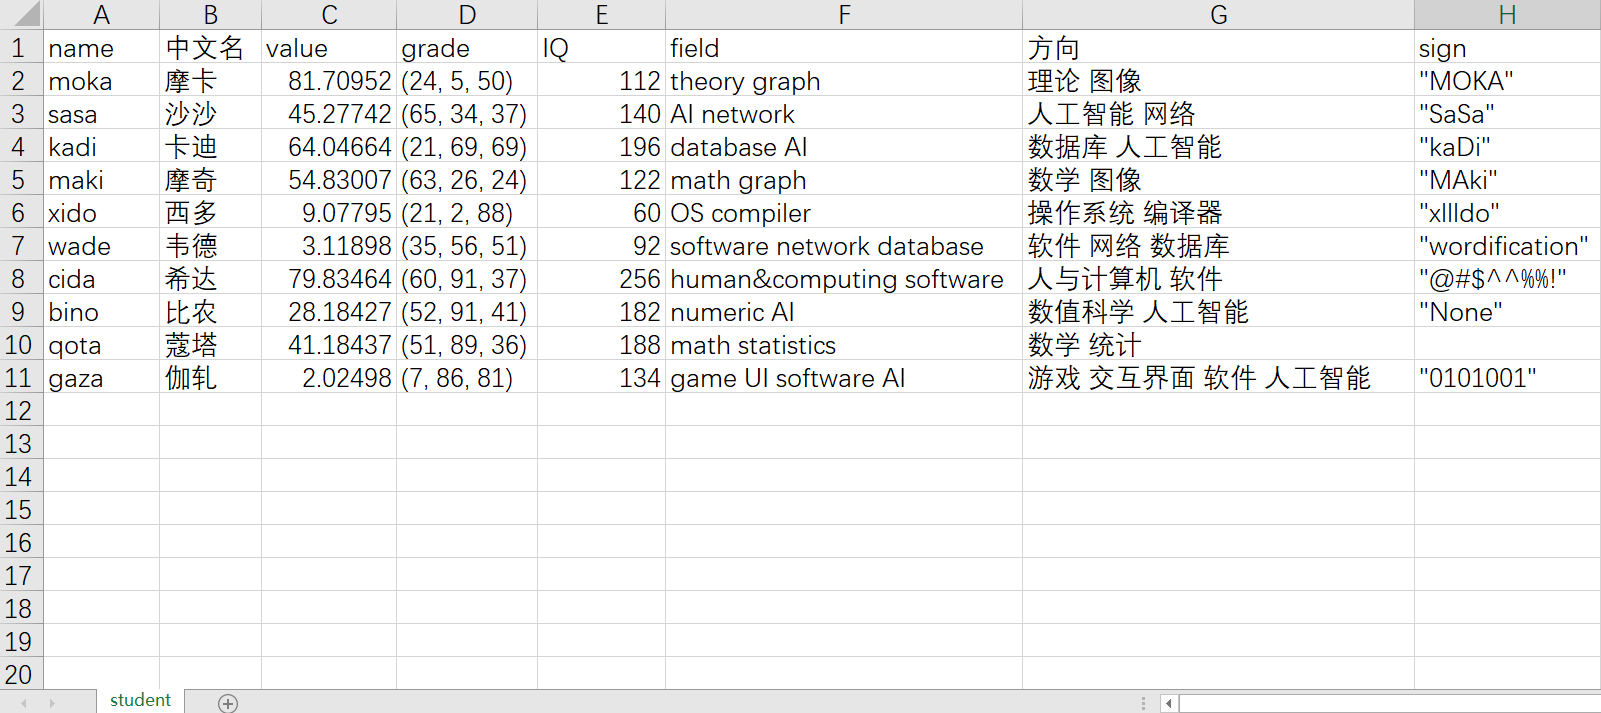 A B C D E F G H
1 name 中文名 value grade IQ field 方向 sign
2 moka 摩卡 81.70952 (24, 5, 50) 112 theory graph 理论 图像 "MOKA"
3 sasa 沙沙 45.27742 (65, 34, 37) 140 AI network 人工智能 网络 "SaSa"
4 kadi 卡迪 64.04664 (21, 69, 69) 196 database AI 数据库 人工智能 "kaDi"
5 maki 摩奇 54.83007 (63, 26, 24) 122 math graph 数学 图像 "MAki"
6 xido 西多 9.07795 (21, 2, 88) 60 OS compiler 操作系统 编译器 "xIlldo"
7 wade 韦德 3.11898 (35, 56, 51) 92 software network database 软件 网络 数据库 "wordification"
8 cida 希达 79.83464 (60, 91, 37) 256 human&computing software 人与计算机 软件 "@#$^^%%!"
9 bino 比农 28.18427 (52, 91, 41) 182 numeric AI 数值科学 人工智能 "None"
10 qota 蔻塔 41.18437 (51, 89, 36) 188 math statistics 数学 统计
11 gaza 伽轧 2.02498 (7, 86, 81) 134 game UI software AI 游戏 交互界面 软件 人工智能 "0101001"
12
13
14
15
16
17
18
19
20
student